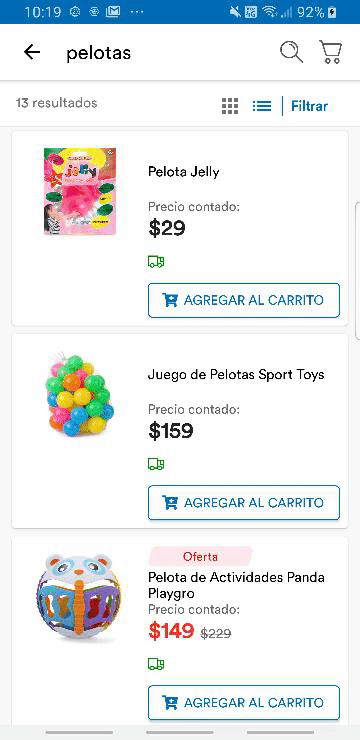 10:19
92%
pelotas
13 resultados
Filtrar
jelly
Pelota Jelly
Precio contado:
$29
AGREGAR AL CARRITO
Juego de Pelotas Sport Toys
Precio contado:
$159
AGREGAR AL CARRITO
Oferta
Pelota de Actividades Panda
Playgro
Precio contado:
$149 $229
AGREGAR AL CARRITO